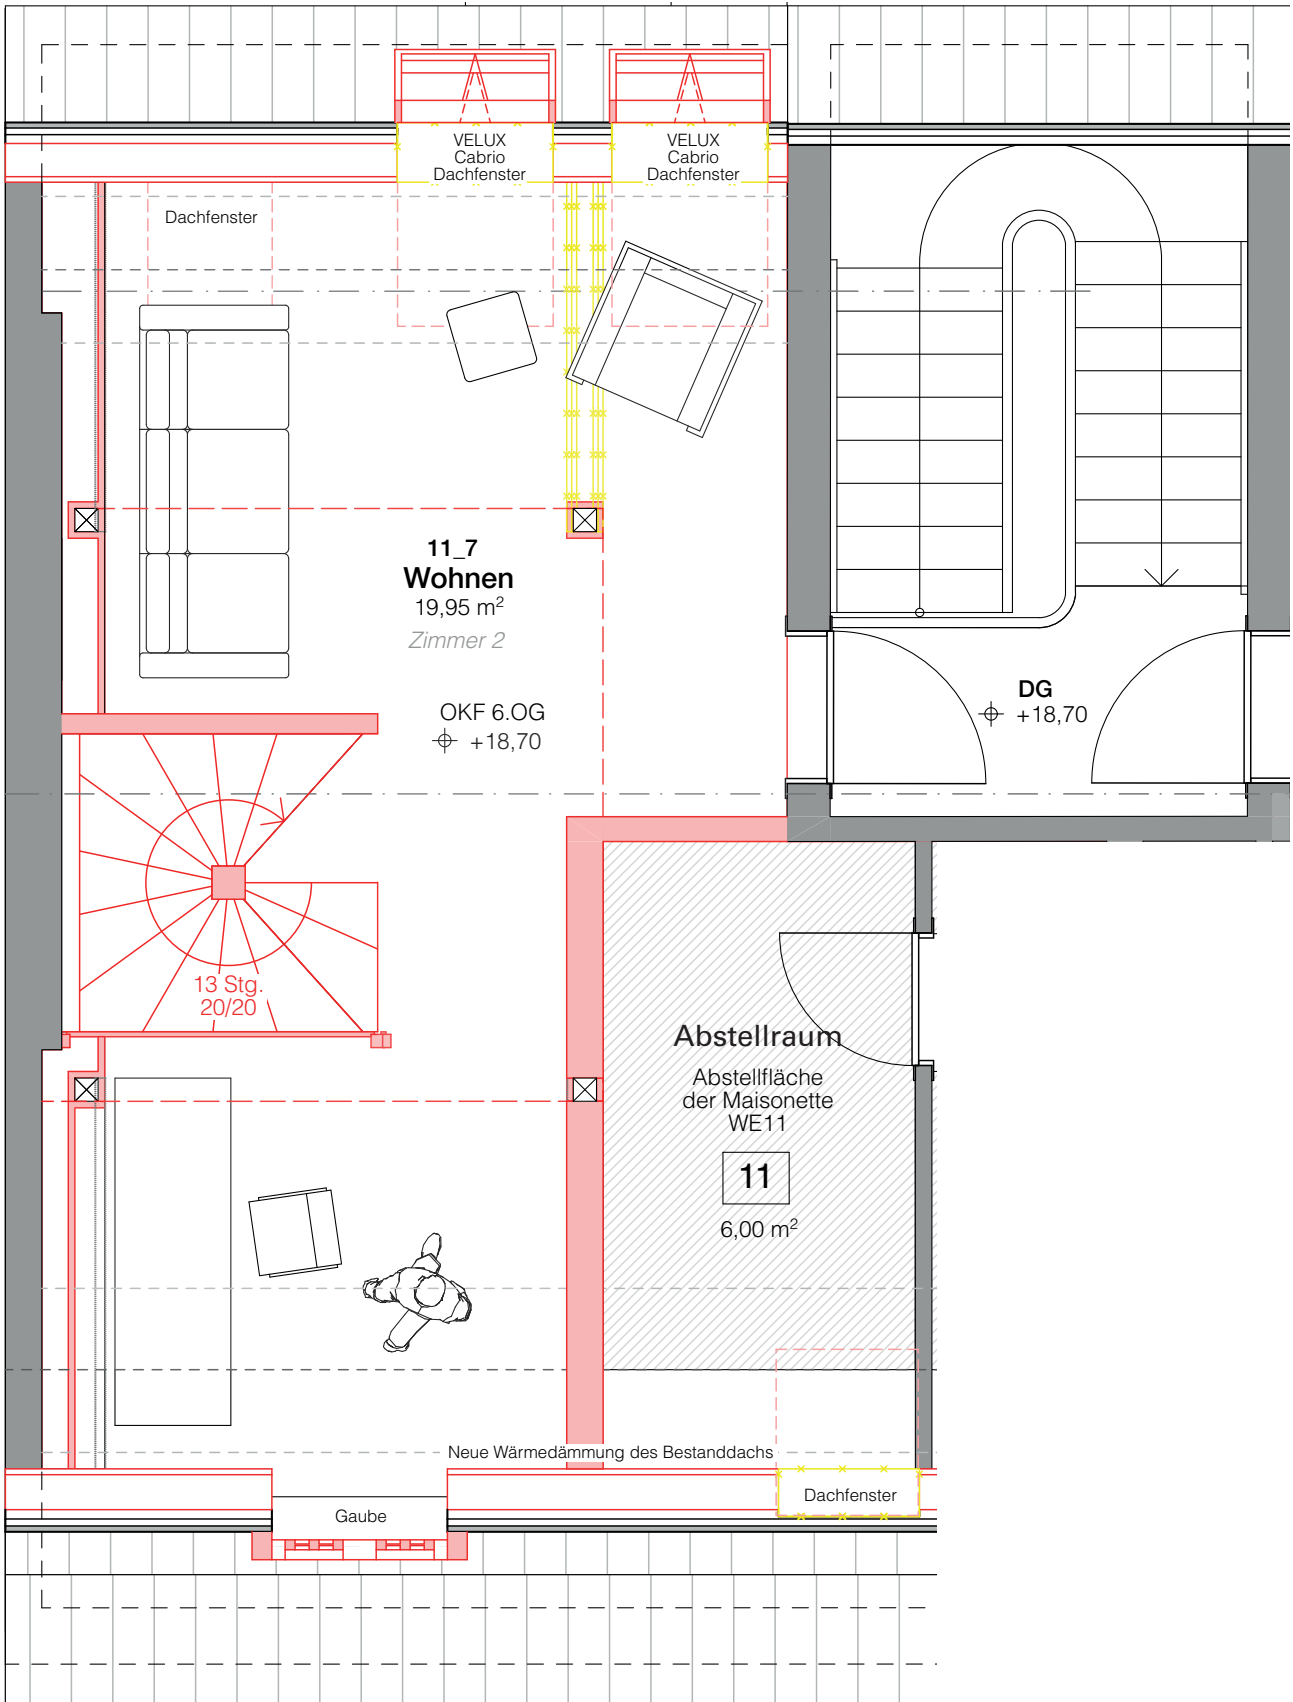 VELUX
Cabrio
Dachfenster
VELUX
Cabrio
Dachfenster
Dachfenster
11_7
Wohnen
19,95 m²
Zimmer 2
OKF 6.OG
+18,70
DG
+18,70
13 Stg.
20/20
Abstellraum
Abstellfläche
der Maisonette
WE11
11
6,00 m²
Neue Wärmedämmung des Bestanddachs
Dachfenster
Gaube